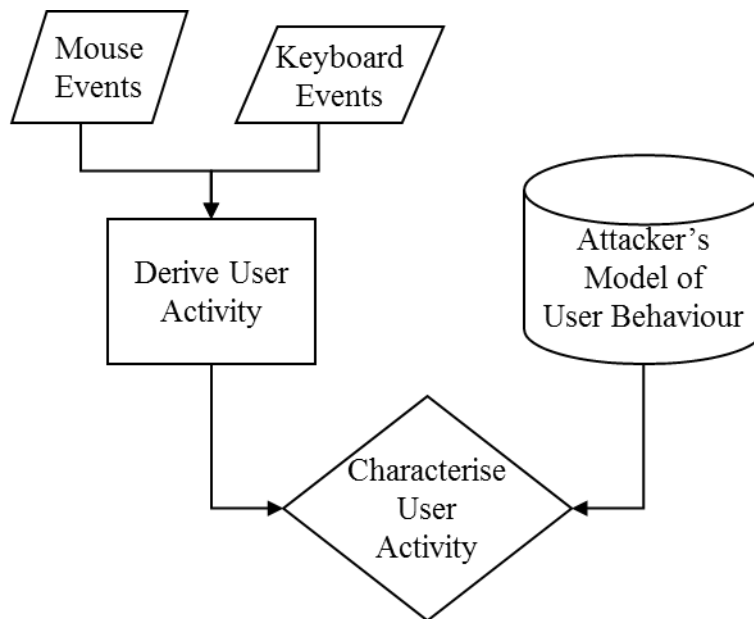 Mouse
Events
Keyboard
Events
Derive User
Activity
Attacker’s
Model of
User Behaviour
Characterise
User
Activity